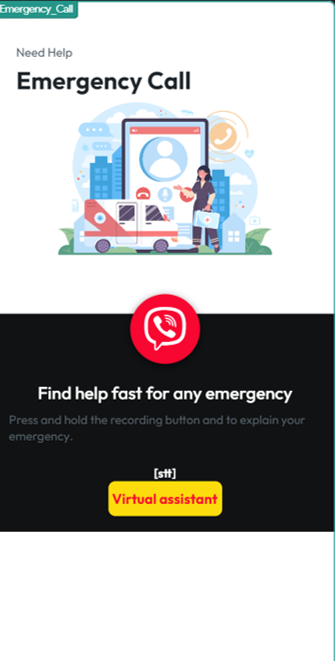 Emergency_Call
Need Help
Emergency Call
Find help fast for any emergency
Press and hold the recording button and to explain your
emergency.
[stt]
Virtual assistant